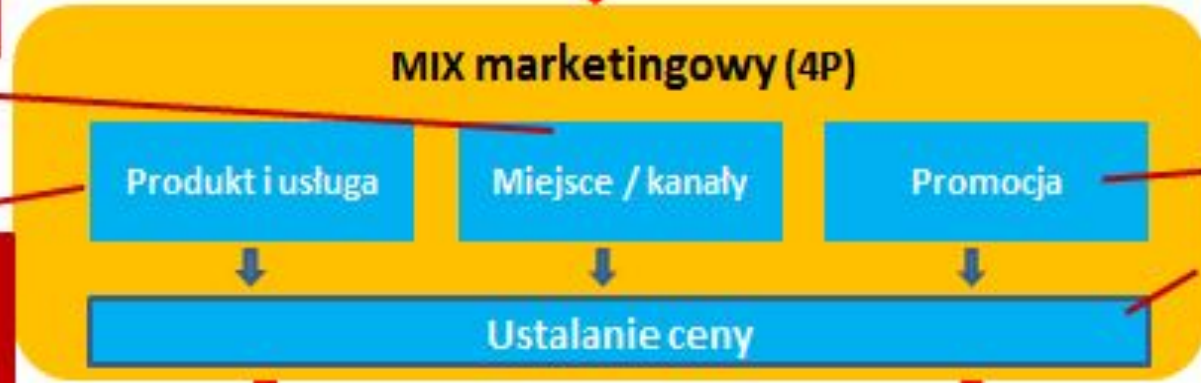 MIX marketingowy (4P)
Produkt i usługa
Miejsce / kanały
Promocja
Ustalanie ceny